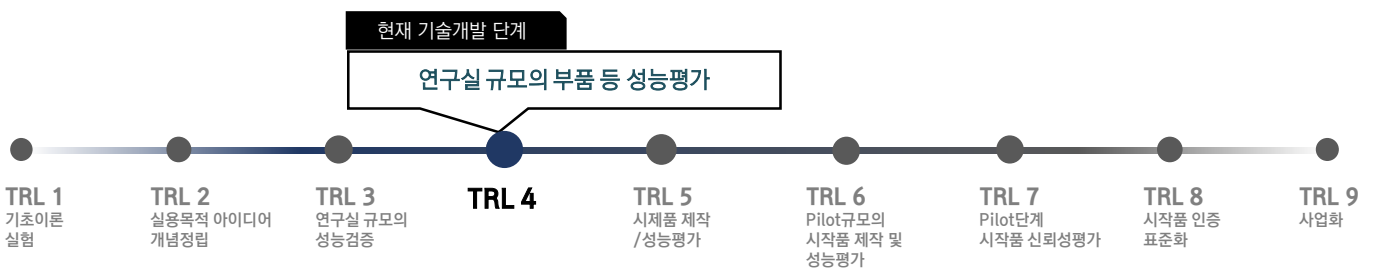 현재 기술개발 단계
연구실 규모의 부품 등 성능평가
TRL 1
기초이론
실험
TRL 2
실용목적 아이디어
개념정립
TRL 3
연구실 규모의
성능검증
TRL 4
TRL 5
시제품 제작
/성능평가
TRL 6
Pilot규모의
시작품 제작 및
성능평가
TRL 7
Pilot단계
시작품 신뢰성평가
TRL 8
시작품 인증
표준화
TRL 9
사업화